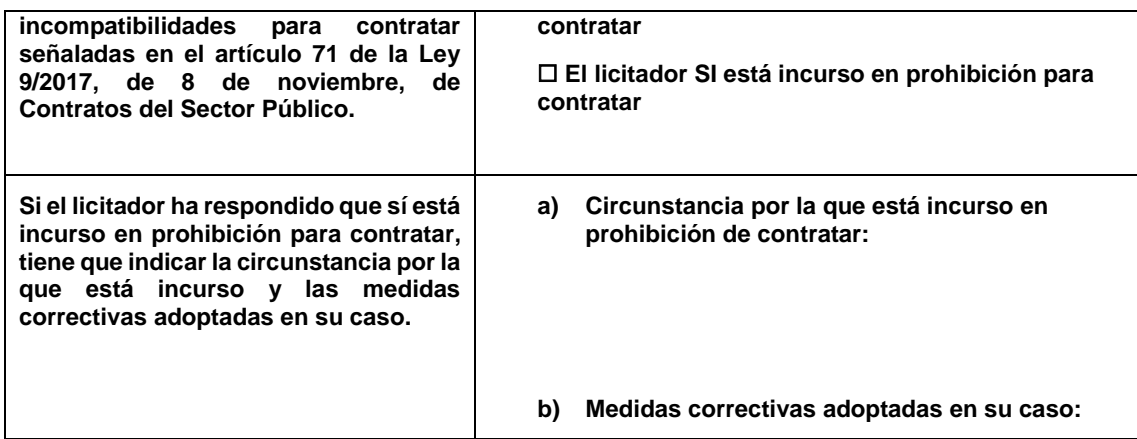 incompatibilidades para contratar
señaladas en el artículo 71 de la Ley
9/2017, de 8 de noviembre, de
Contratos del Sector Público.
contratar
☐ El licitador SI está incurso en prohibición para
contratar
Si el licitador ha respondido que sí está
incurso en prohibición para contratar,
tiene que indicar la circunstancia por la
que está incurso y las medidas
correctivas adoptadas en su caso.
a) Circunstancia por la que está incurso en
prohibición de contratar:
b) Medidas correctivas adoptadas en su caso: